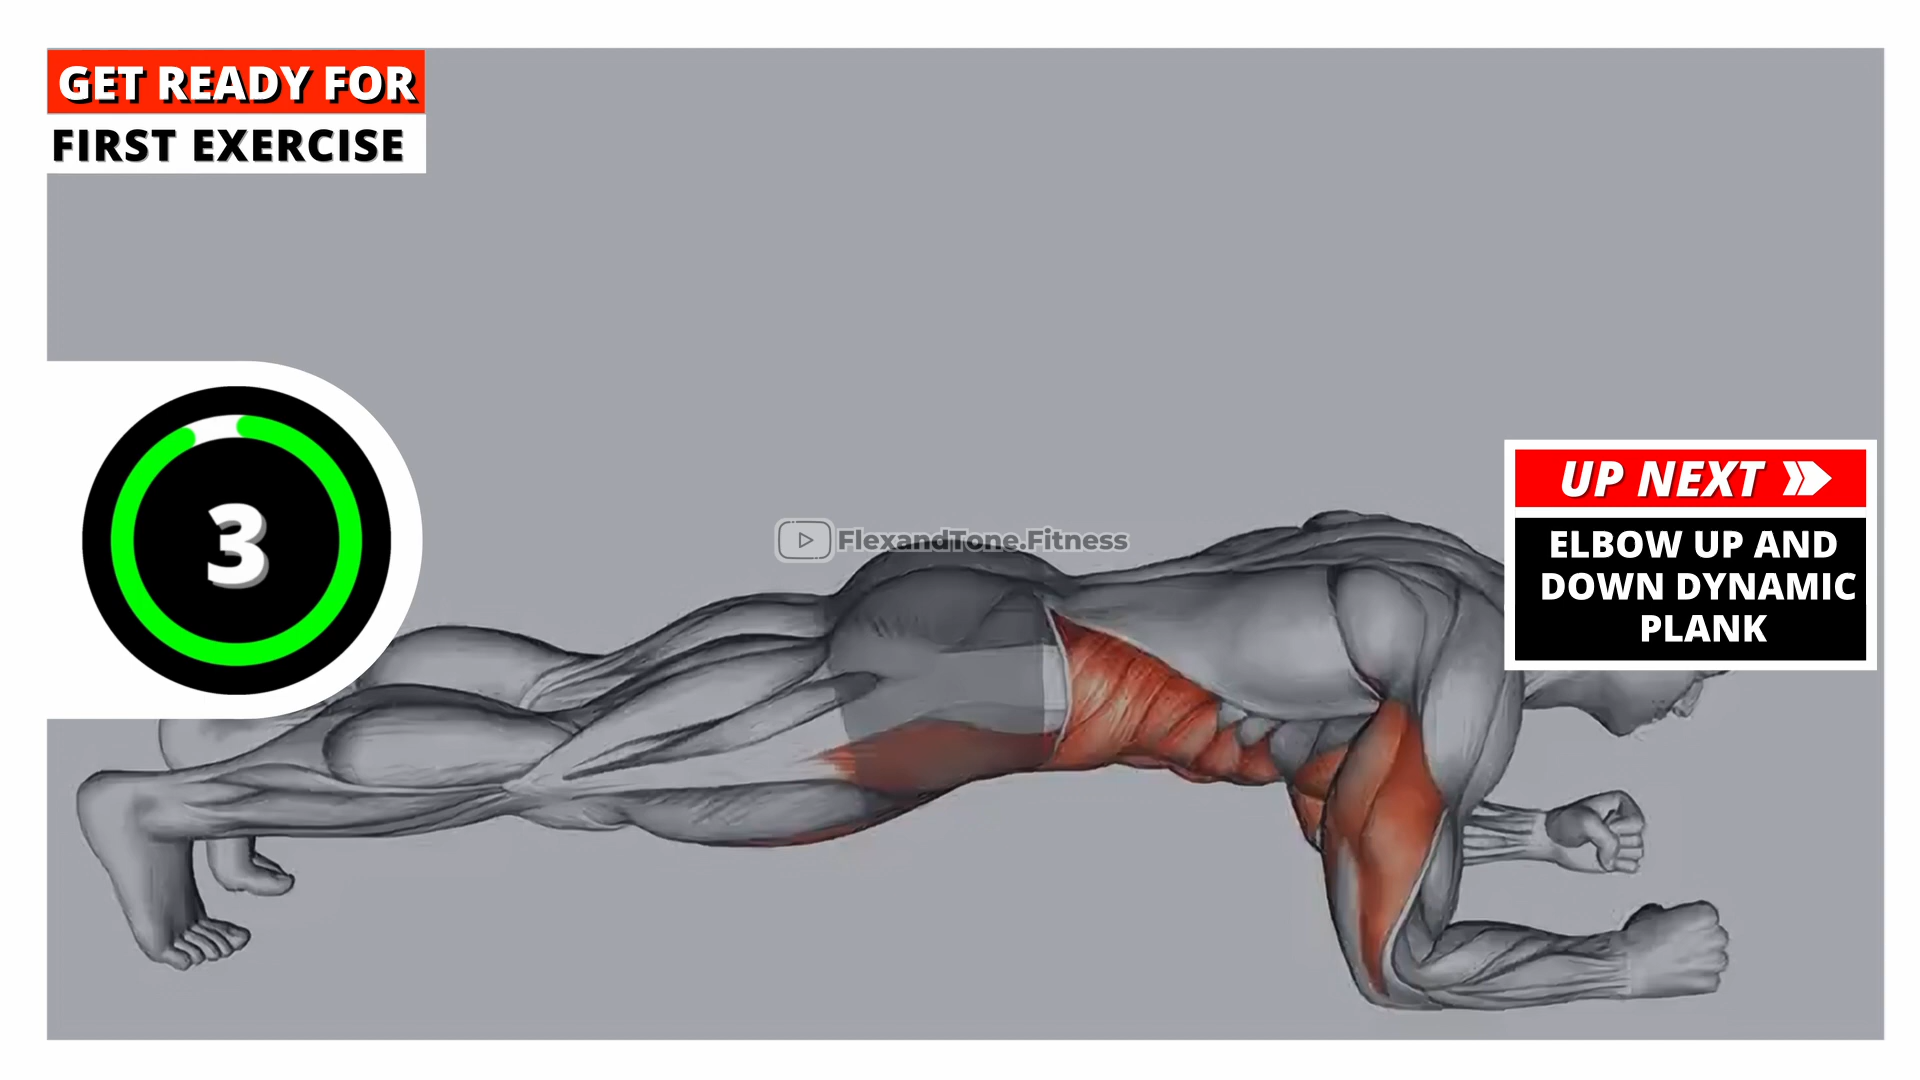 GET READY FOR
FIRST EXERCISE
3
FlexandTone.Fitness
UP NEXT
ELBOW UP AND
DOWN DYNAMIC
PLANK